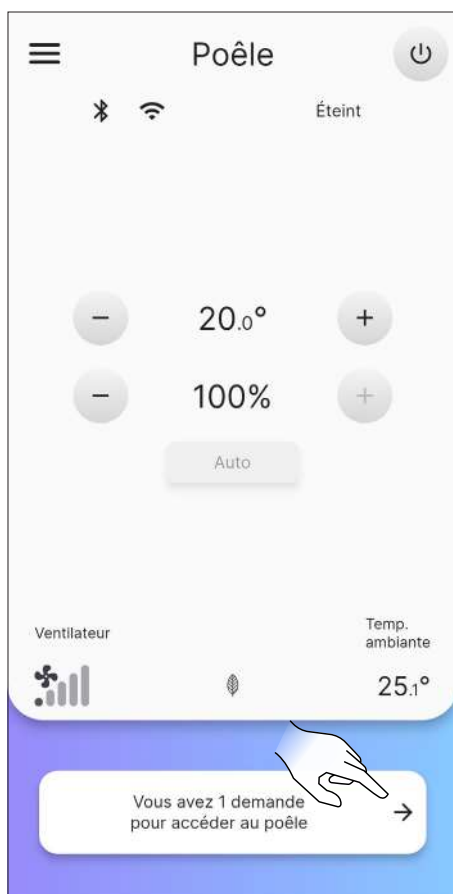 Poêle
Éteint
20.0°
100%
Auto
Ventilateur
Temp.
ambiante
25.1°
Vous avez 1 demande
pour accéder au poêle